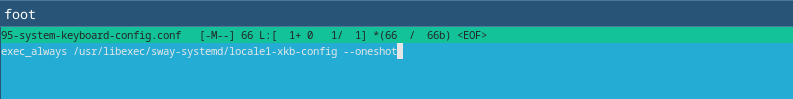 foot
95-system-keyboard-config.conf   [-M--] 66 L:[  1+ 0   1/  1] *(66  /  66b) <EOF>
exec_always /usr/libexec/sway-systemd/locale1-xkb-config --oneshot